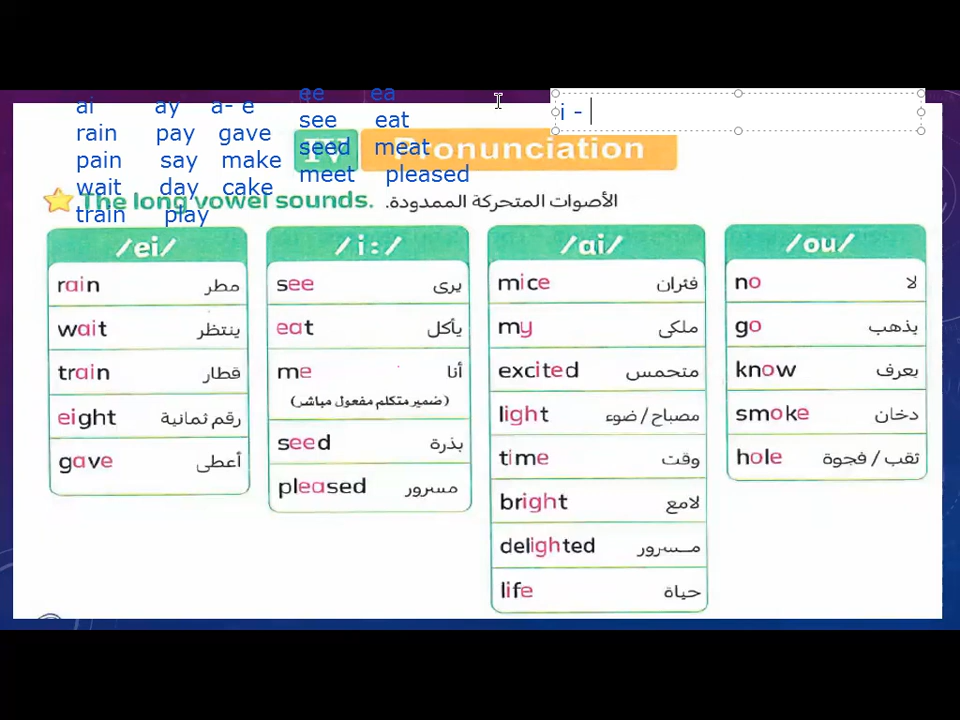 ee ea
ai ay a- e
i -
see eat
rain pay gave
seed meat
IV Pronunciation
pain say make
meet pleased
wait day cake
The long vowel sounds. الأصوات المتحركة الممدودة.
train play
/ei/
rain مطر
wait ينتظر
train قطار
eight رقم ثمانية
gave أعطى
/i:/
see يرى
eat يأكل
me أنا
(ضمير متكلم مفعول مباشر)
seed بذرة
pleased مسرور
/ai/
mice فئران
my ملكى
excited متحمس
light مصباح / ضوء
time وقت
bright لامع
delighted مسرور
life حياة
/ou/
no لا
go يذهب
know يعرف
smoke دخان
hole ثقب / فجوة